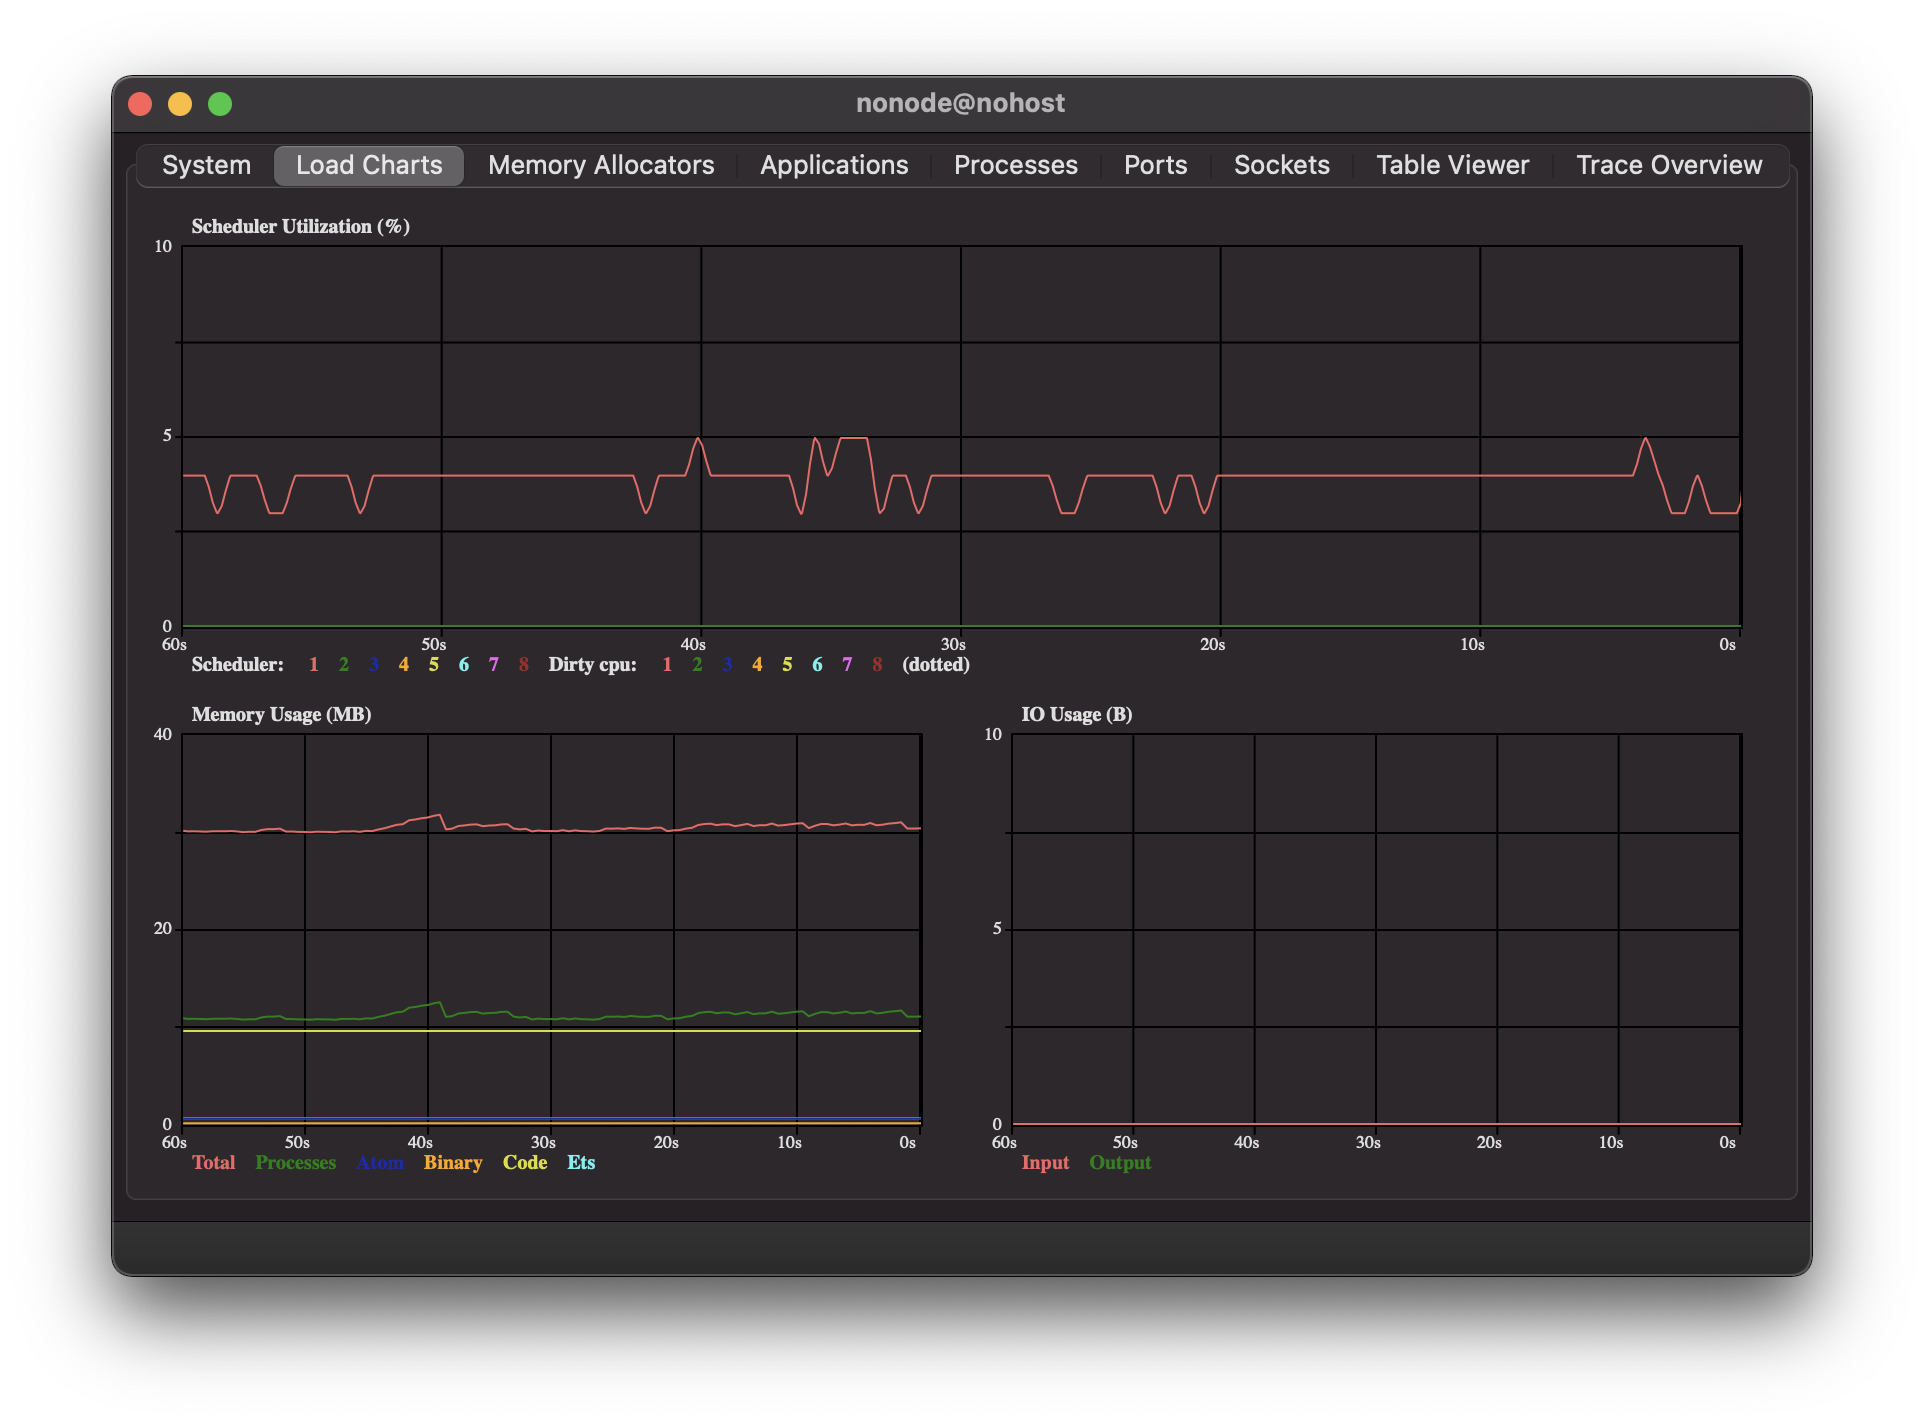 nonode@nohost
System Load Charts Memory Allocators Applications Processes Ports Sockets Table Viewer Trace Overview
Scheduler Utilization (%)
10
5
0
60s 50s 40s 30s 20s 10s 0s
Scheduler: 1 2 3 4 5 6 7 8 Dirty cpu: 1 2 3 4 5 6 7 8 (dotted)
Memory Usage (MB)
40
20
0
60s 50s 40s 30s 20s 10s 0s
Total Processes Atom Binary Code Ets
IO Usage (B)
10
5
0
60s 50s 40s 30s 20s 10s 0s
Input Output